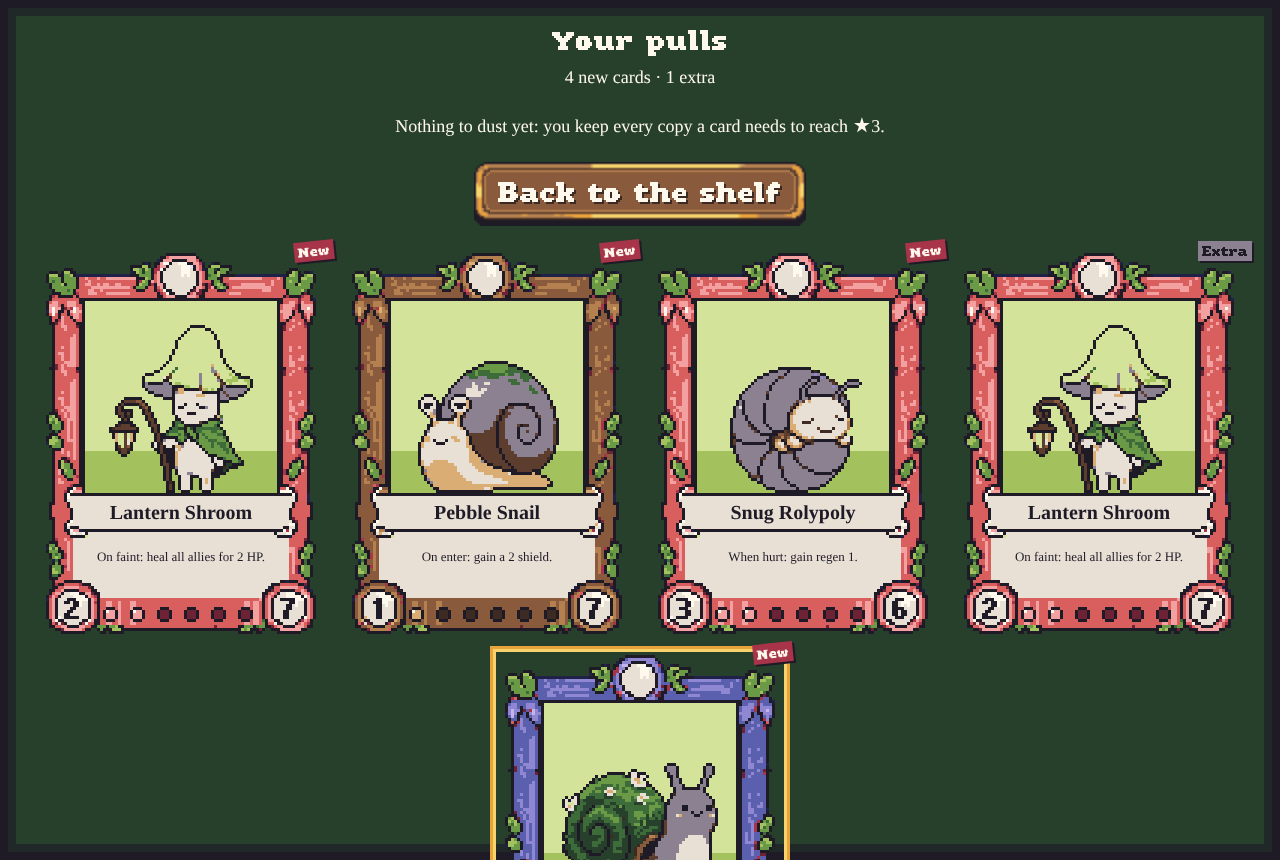 Your pulls
4 new cards · 1 extra
Nothing to dust yet: you keep every copy a card needs to reach ★3.
Back to the shelf
New
New
New
Extra
Lantern Shroom
Pebble Snail
Snug Rolypoly
Lantern Shroom
On faint: heal all allies for 2 HP.
On enter: gain a 2 shield.
When hurt: gain regen 1.
On faint: heal all allies for 2 HP.
2
7
1
7
3
6
2
7
New